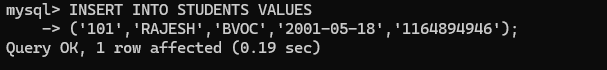 mysql> INSERT INTO STUDENTS VALUES
    -> ('101','RAJESH','BVOC','2001-05-18','1164894946');
Query OK, 1 row affected (0.19 sec)